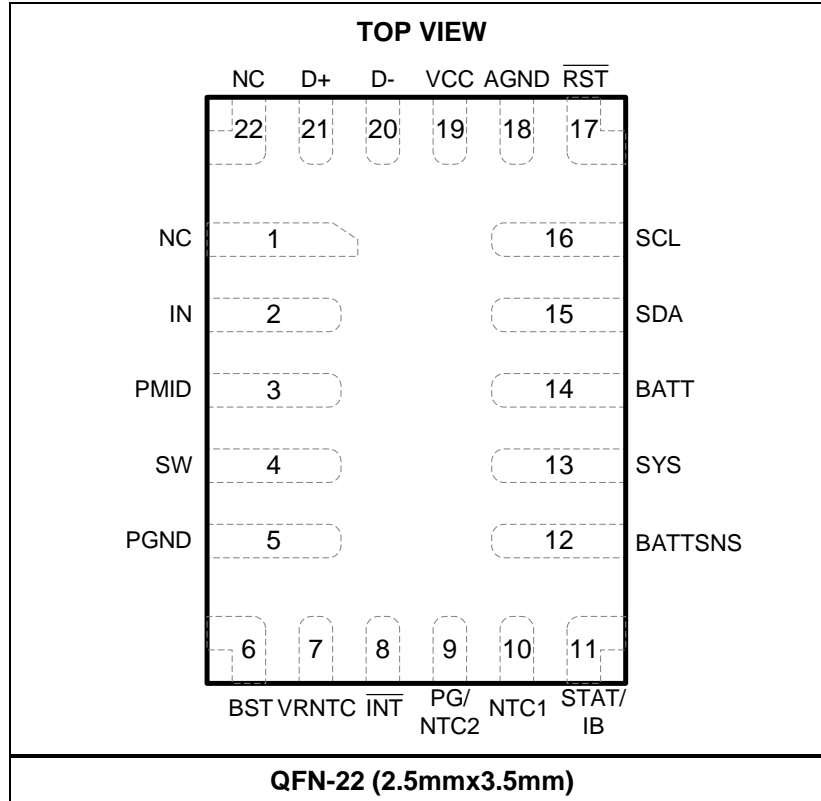 TOP VIEW
NC D+ D- VCC AGND RST
22 21 20 19 18 17
NC 1 16 SCL
IN 2 15 SDA
PMID 3 14 BATT
SW 4 13 SYS
PGND 5 12 BATTSNS
6 7 8 9 10 11
BST VRNTC INT PG/ NTC1 STAT/
NTC2 IB
QFN-22 (2.5mmx3.5mm)